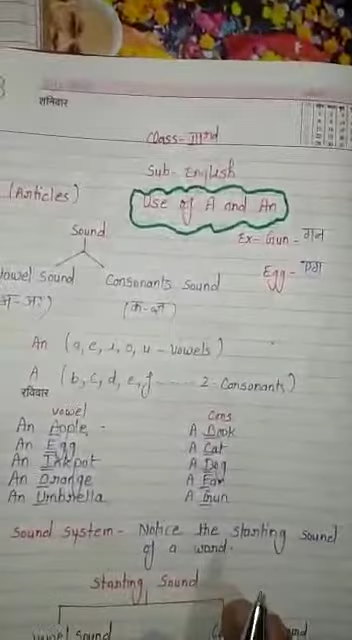 शनिवार
Class- IIIrd
Sub- English
(Articles)
Use of A and An
Sound
Ex- Gun - गन
Vowel Sound
Consonants Sound
Egg- एग
(अ-अः)
(क-ज्ञ)
An (a, e, i, o, u - vowels)
A (b, c, d, e, f ..... Z- Consonants)
रविवार
vowel
Cons
An Apple -
A Book
An Egg
A Cat
An Inkpot
A Dog
An Orange
A Fan
An Umbrella
A Gun
Sound system- Notice the starting sound
of a word.
Starting Sound
vowel sound